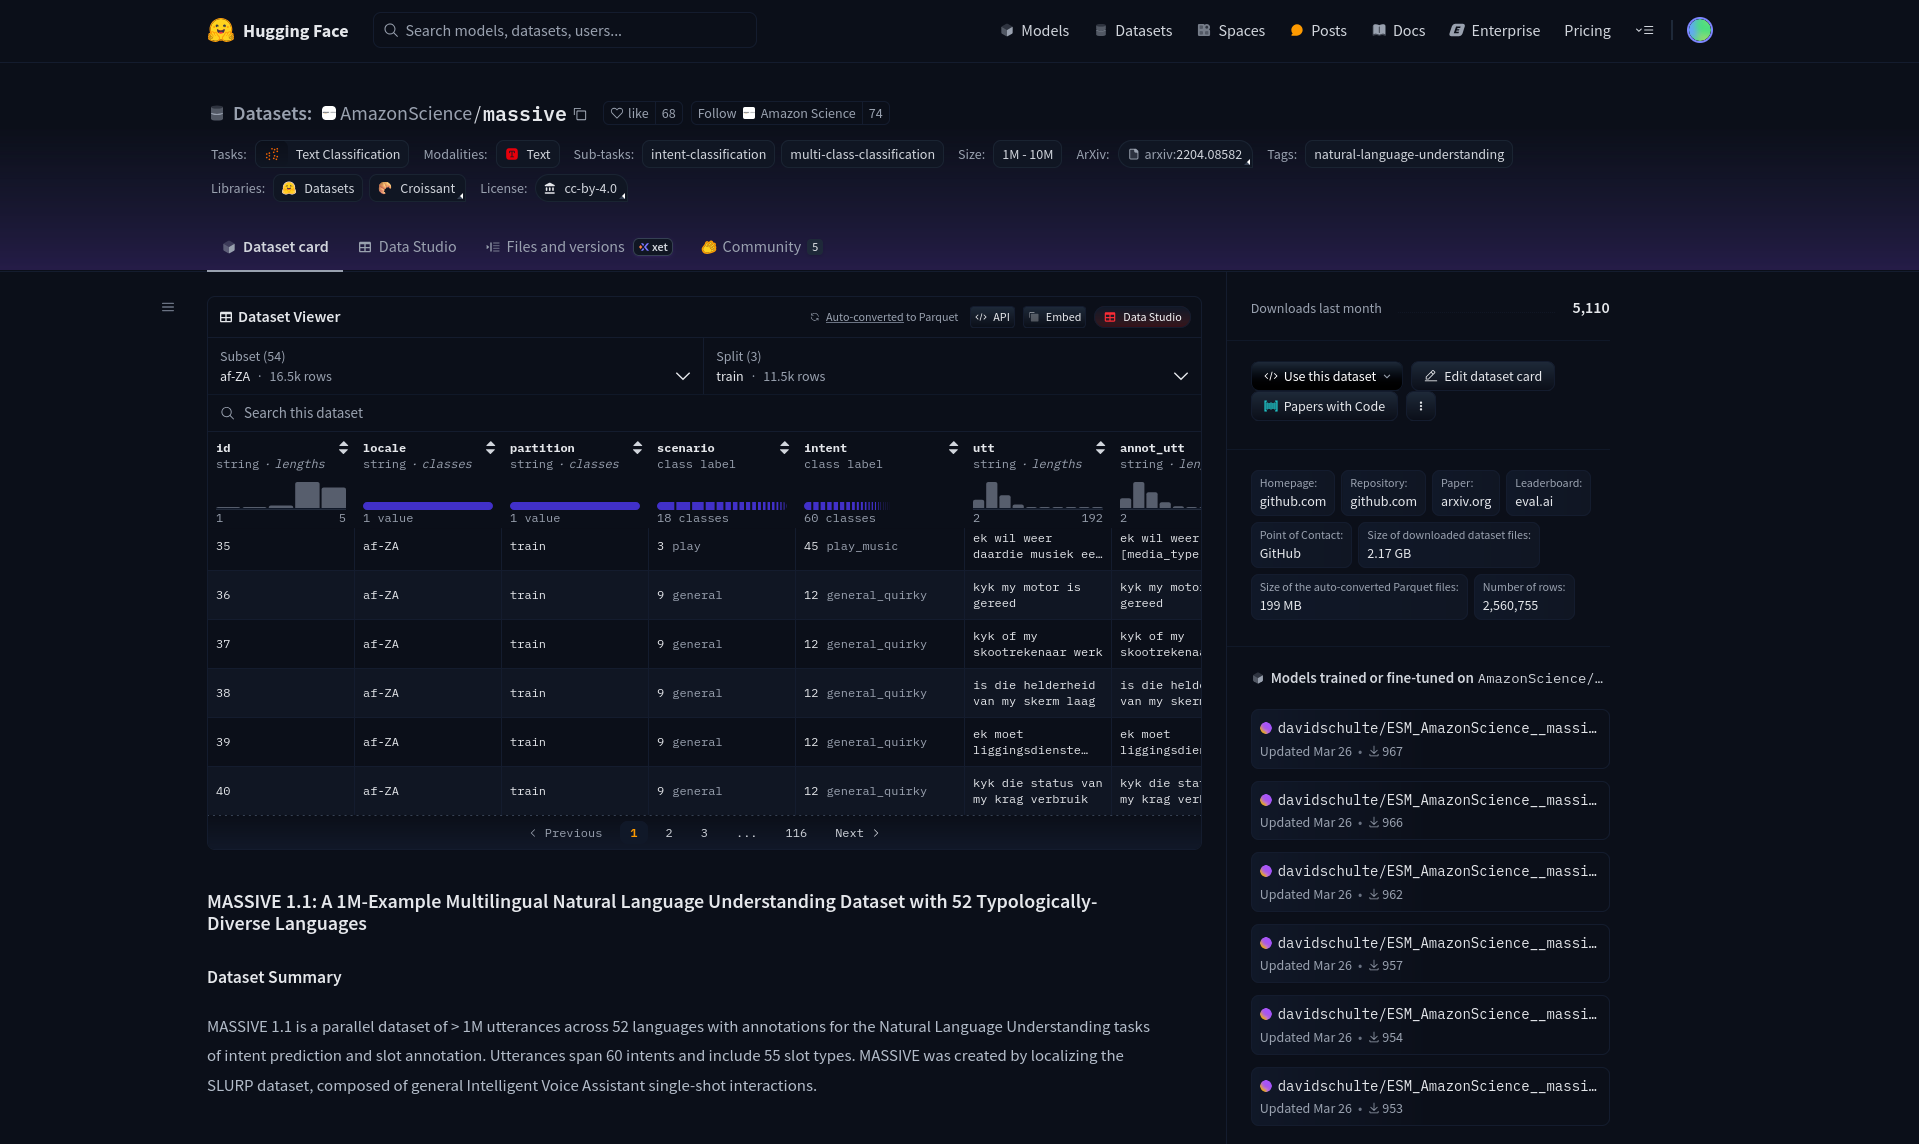 Hugging Face
Search models, datasets, users...
Models
Datasets
Spaces
Posts
Docs
Enterprise
Pricing
Datasets: AmazonScience/massive
like 68
Follow Amazon Science 74
Tasks: Text Classification Modalities: Text Sub-tasks: intent-classification multi-class-classification Size: 1M - 10M ArXiv: arxiv:2204.08582 Tags: natural-language-understanding
Libraries: Datasets Croissant License: cc-by-4.0
Dataset card
Data Studio
Files and versions xet
Community 5
Dataset Viewer
Auto-converted to Parquet
API
Embed
Data Studio
Subset (54)
af-ZA · 16.5k rows
Split (3)
train · 11.5k rows
Search this dataset
id locale partition scenario intent utt annot_utt
string · lengths string · classes string · classes class label class label string · lengths string · len
1 5 1 value 1 value 18 classes 60 classes 2 192 2
35 af-ZA train 3 play 45 play_music
ek wil weer
daardie musiek ee…
ek wil weer
[media_type
36 af-ZA train 9 general 12 general_quirky
kyk my motor is
gereed
kyk my moto
gereed
37 af-ZA train 9 general 12 general_quirky
kyk of my
skootrekenaar werk
kyk of my
skootrekena
38 af-ZA train 9 general 12 general_quirky
is die helderheid
van my skerm laag
is die held
van my sker
39 af-ZA train 9 general 12 general_quirky
ek moet
liggingsdienste…
ek moet
liggingsdie
40 af-ZA train 9 general 12 general_quirky
kyk die status van
my krag verbruik
kyk die sta
my krag ver
Previous 1 2 3 ... 116 Next
MASSIVE 1.1: A 1M-Example Multilingual Natural Language Understanding Dataset with 52 Typologically-
Diverse Languages
Dataset Summary
MASSIVE 1.1 is a parallel dataset of > 1M utterances across 52 languages with annotations for the Natural Language Understanding tasks
of intent prediction and slot annotation. Utterances span 60 intents and include 55 slot types. MASSIVE was created by localizing the
SLURP dataset, composed of general Intelligent Voice Assistant single-shot interactions.
Downloads last month 5,110
Use this dataset
Edit dataset card
Papers with Code
Homepage:
github.com
Repository:
github.com
Paper:
arxiv.org
Leaderboard:
eval.ai
Point of Contact:
GitHub
Size of downloaded dataset files:
2.17 GB
Size of the auto-converted Parquet files:
199 MB
Number of rows:
2,560,755
Models trained or fine-tuned on AmazonScience/…
davidschulte/ESM_AmazonScience__massi…
Updated Mar 26 • 967
davidschulte/ESM_AmazonScience__massi…
Updated Mar 26 • 966
davidschulte/ESM_AmazonScience__massi…
Updated Mar 26 • 962
davidschulte/ESM_AmazonScience__massi…
Updated Mar 26 • 957
davidschulte/ESM_AmazonScience__massi…
Updated Mar 26 • 954
davidschulte/ESM_AmazonScience__massi…
Updated Mar 26 • 953